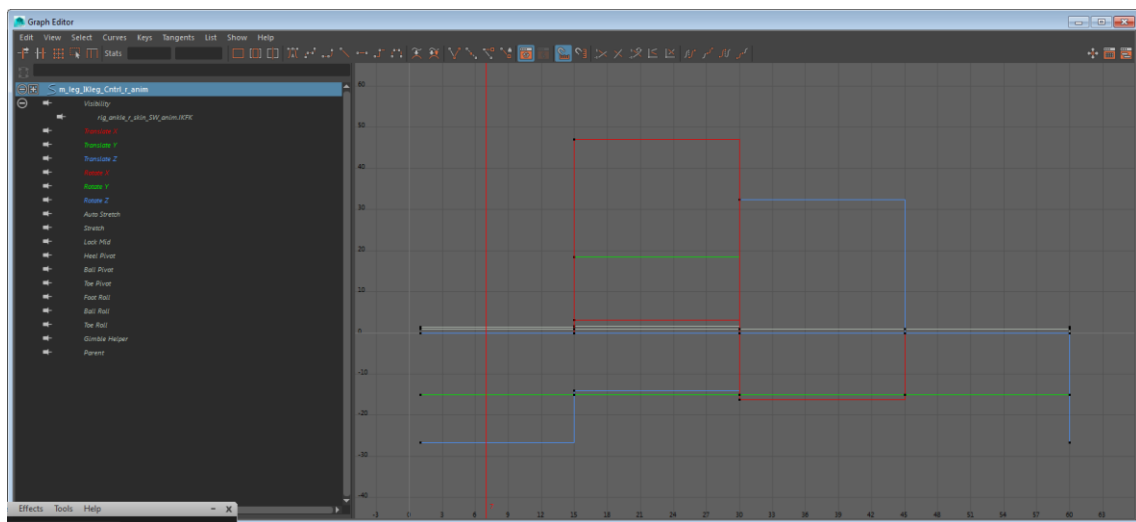 Graph Editor
Edit View Select Curves Keys Tangents List Show Help
Stats
m_leg_IKleg_Cntrl_r_anim
Visibility
rig_ankle_r_skin_SW_anim.IKFK
Translate X
Translate Y
Translate Z
Rotate X
Rotate Y
Rotate Z
Auto Stretch
Stretch
Lock Mid
Heel Pivot
Ball Pivot
Toe Pivot
Foot Roll
Ball Roll
Toe Roll
Gimble Helper
Parent
60
50
40
30
20
10
0
-10
-20
-30
-40
-3 0 3 6 7 9 12 15 18 21 24 27 30 33 36 39 42 45 48 51 54 57 60 63
Effects Tools Help